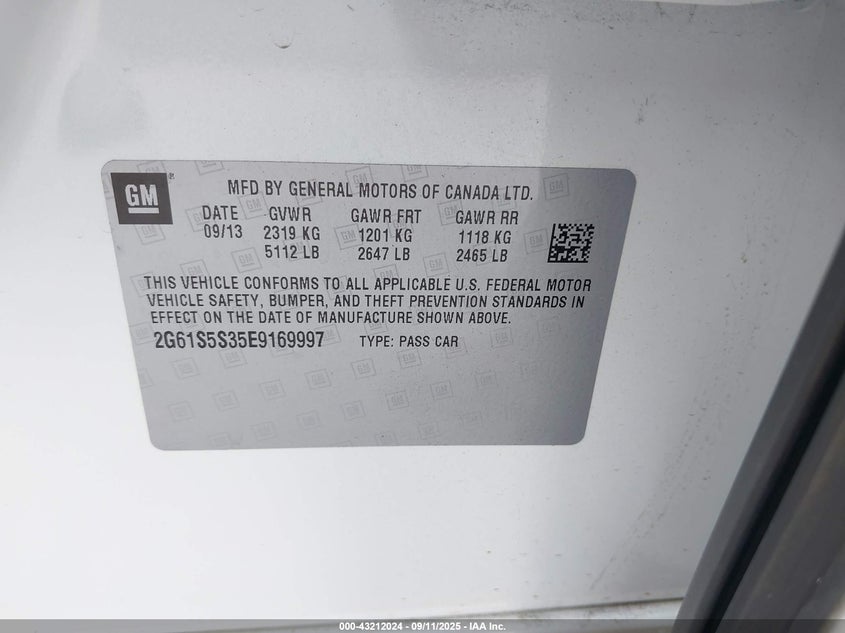 GM
MFD BY GENERAL MOTORS OF CANADA LTD.
DATE GVWR GAWR FRT GAWR RR
09/13 2319 KG 1201 KG 1118 KG
5112 LB 2647 LB 2465 LB
THIS VEHICLE CONFORMS TO ALL APPLICABLE U.S. FEDERAL MOTOR
VEHICLE SAFETY, BUMPER, AND THEFT PREVENTION STANDARDS IN
EFFECT ON THE DATE OF MANUFACTURE SHOWN ABOVE.
2G61S5S35E9169997 TYPE: PASS CAR
000-43212024 - 09/11/2025 - IAA Inc.